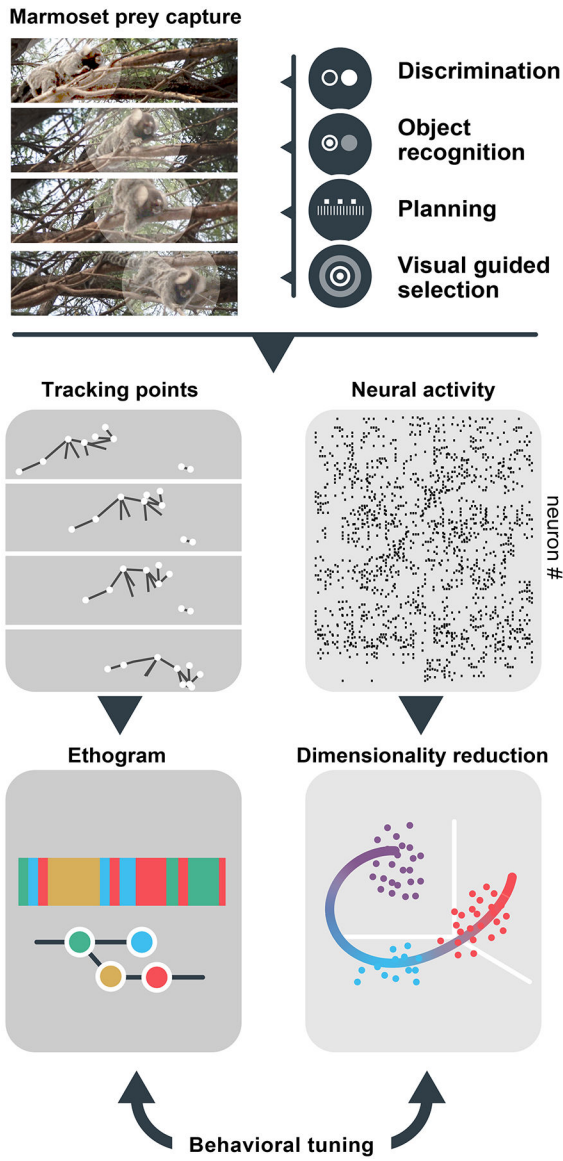 Marmoset prey capture
Discrimination
Object
recognition
Planning
Visual guided
selection
Tracking points
Neural activity
neuron #
Ethogram
Dimensionality reduction
Behavioral tuning